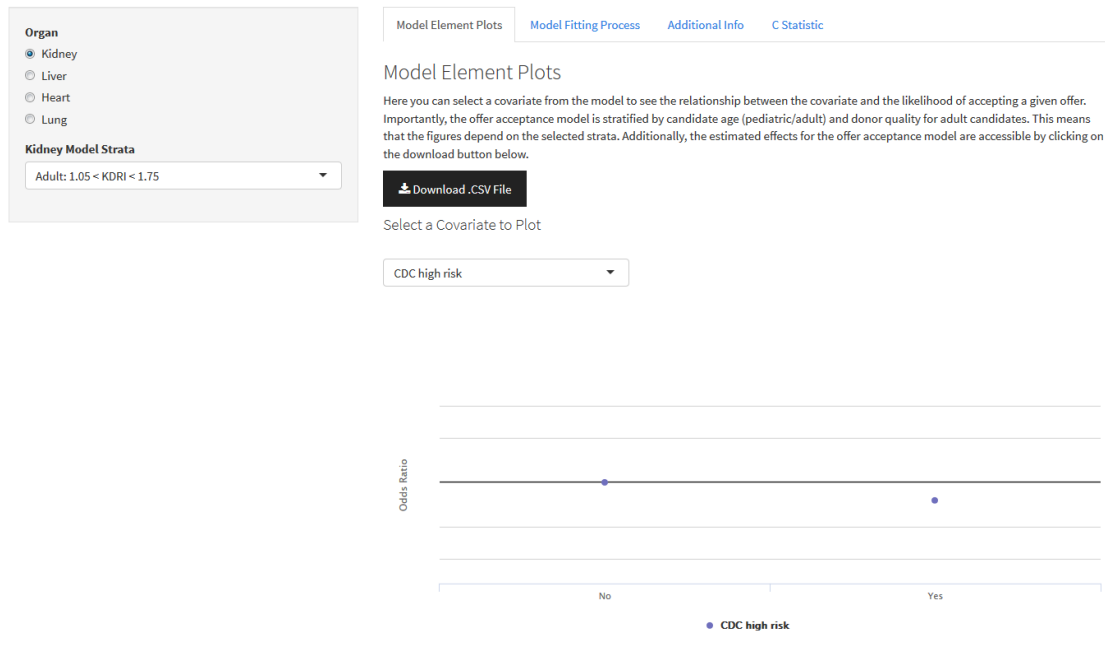 Organ
Kidney
Liver
Heart
Lung
Kidney Model Strata
Adult: 1.05 < KDRI < 1.75
Model Element Plots
Model Fitting Process
Additional Info
C Statistic
Model Element Plots
Here you can select a covariate from the model to see the relationship between the covariate and the likelihood of accepting a given offer.
Importantly, the offer acceptance model is stratified by candidate age (pediatric/adult) and donor quality for adult candidates. This means
that the figures depend on the selected strata. Additionally, the estimated effects for the offer acceptance model are accessible by clicking on
the download button below.
Download .CSV File
Select a Covariate to Plot
CDC high risk
Odds Ratio
No
Yes
CDC high risk